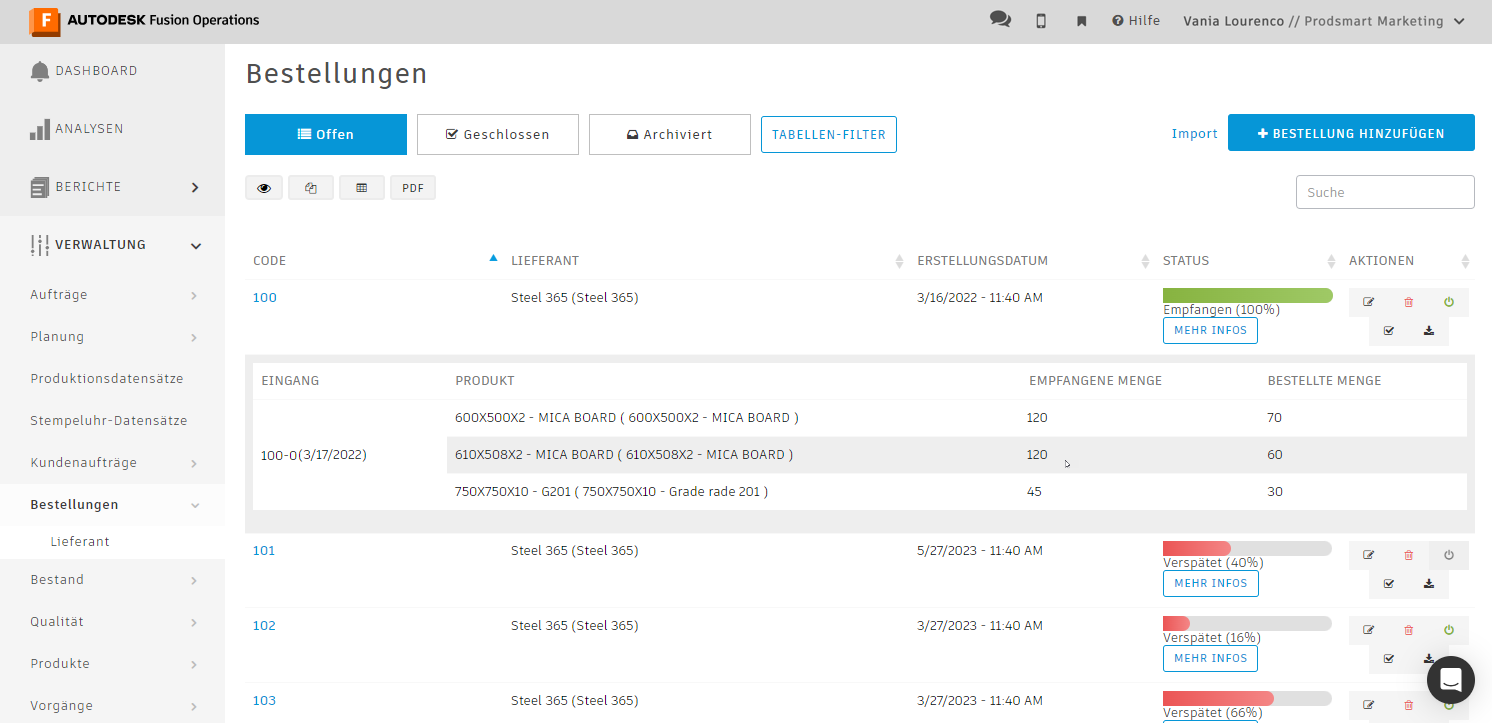 F AUTODESK Fusion Operations
Hilfe
Vania Lourenco // Prodsmart Marketing
DASHBOARD
ANALYSEN
BERICHTE
VERWALTUNG
Aufträge
Planung
Produktionsdatensätze
Stempeluhr-Datensätze
Kundenaufträge
Bestellungen
Lieferant
Bestand
Qualität
Produkte
Vorgänge
Bestellungen
Offen
Geschlossen
Archiviert
TABELLEN-FILTER
Import
BESTELLUNG HINZUFÜGEN
PDF
Suche
CODE LIEFERANT ERSTELLUNGSDATUM STATUS AKTIONEN
100 Steel 365 (Steel 365) 3/16/2022 - 11:40 AM
Empfangen (100%)
MEHR INFOS
EINGANG PRODUKT EMPFANGENE MENGE BESTELLTE MENGE
600X500X2 - MICA BOARD ( 600X500X2 - MICA BOARD ) 120 70
100-0(3/17/2022) 610X508X2 - MICA BOARD ( 610X508X2 - MICA BOARD ) 120 60
750X750X10 - G201 ( 750X750X10 - Grade rade 201 ) 45 30
101 Steel 365 (Steel 365) 5/27/2023 - 11:40 AM
Verspätet (40%)
MEHR INFOS
102 Steel 365 (Steel 365) 3/27/2023 - 11:40 AM
Verspätet (16%)
MEHR INFOS
103 Steel 365 (Steel 365) 3/27/2023 - 11:40 AM
Verspätet (66%)